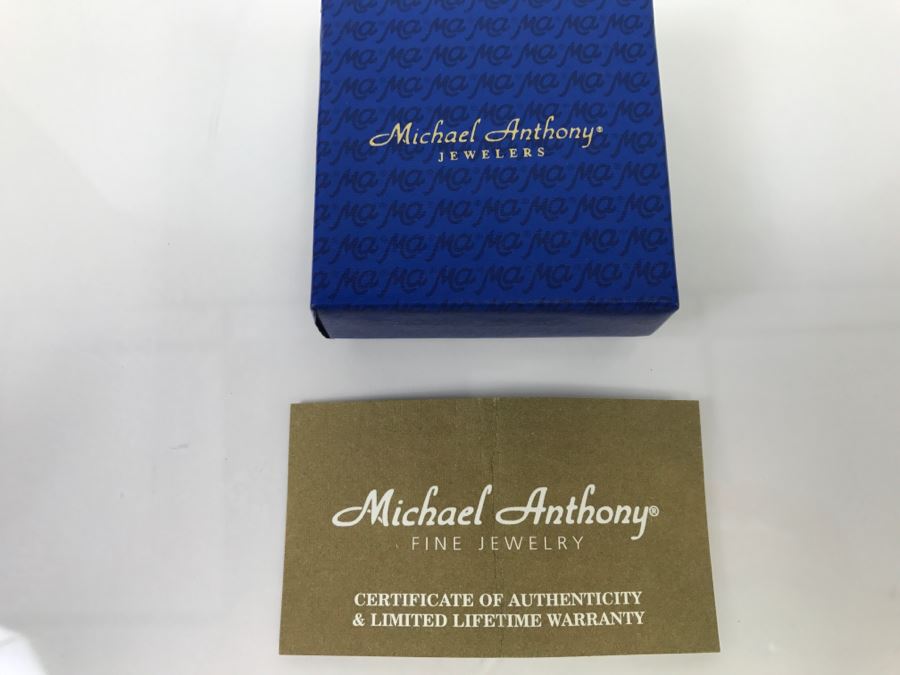 Michael Anthony®
JEWELERS
Michael Anthony®
FINE JEWELRY
CERTIFICATE OF AUTHENTICITY
& LIMITED LIFETIME WARRANTY